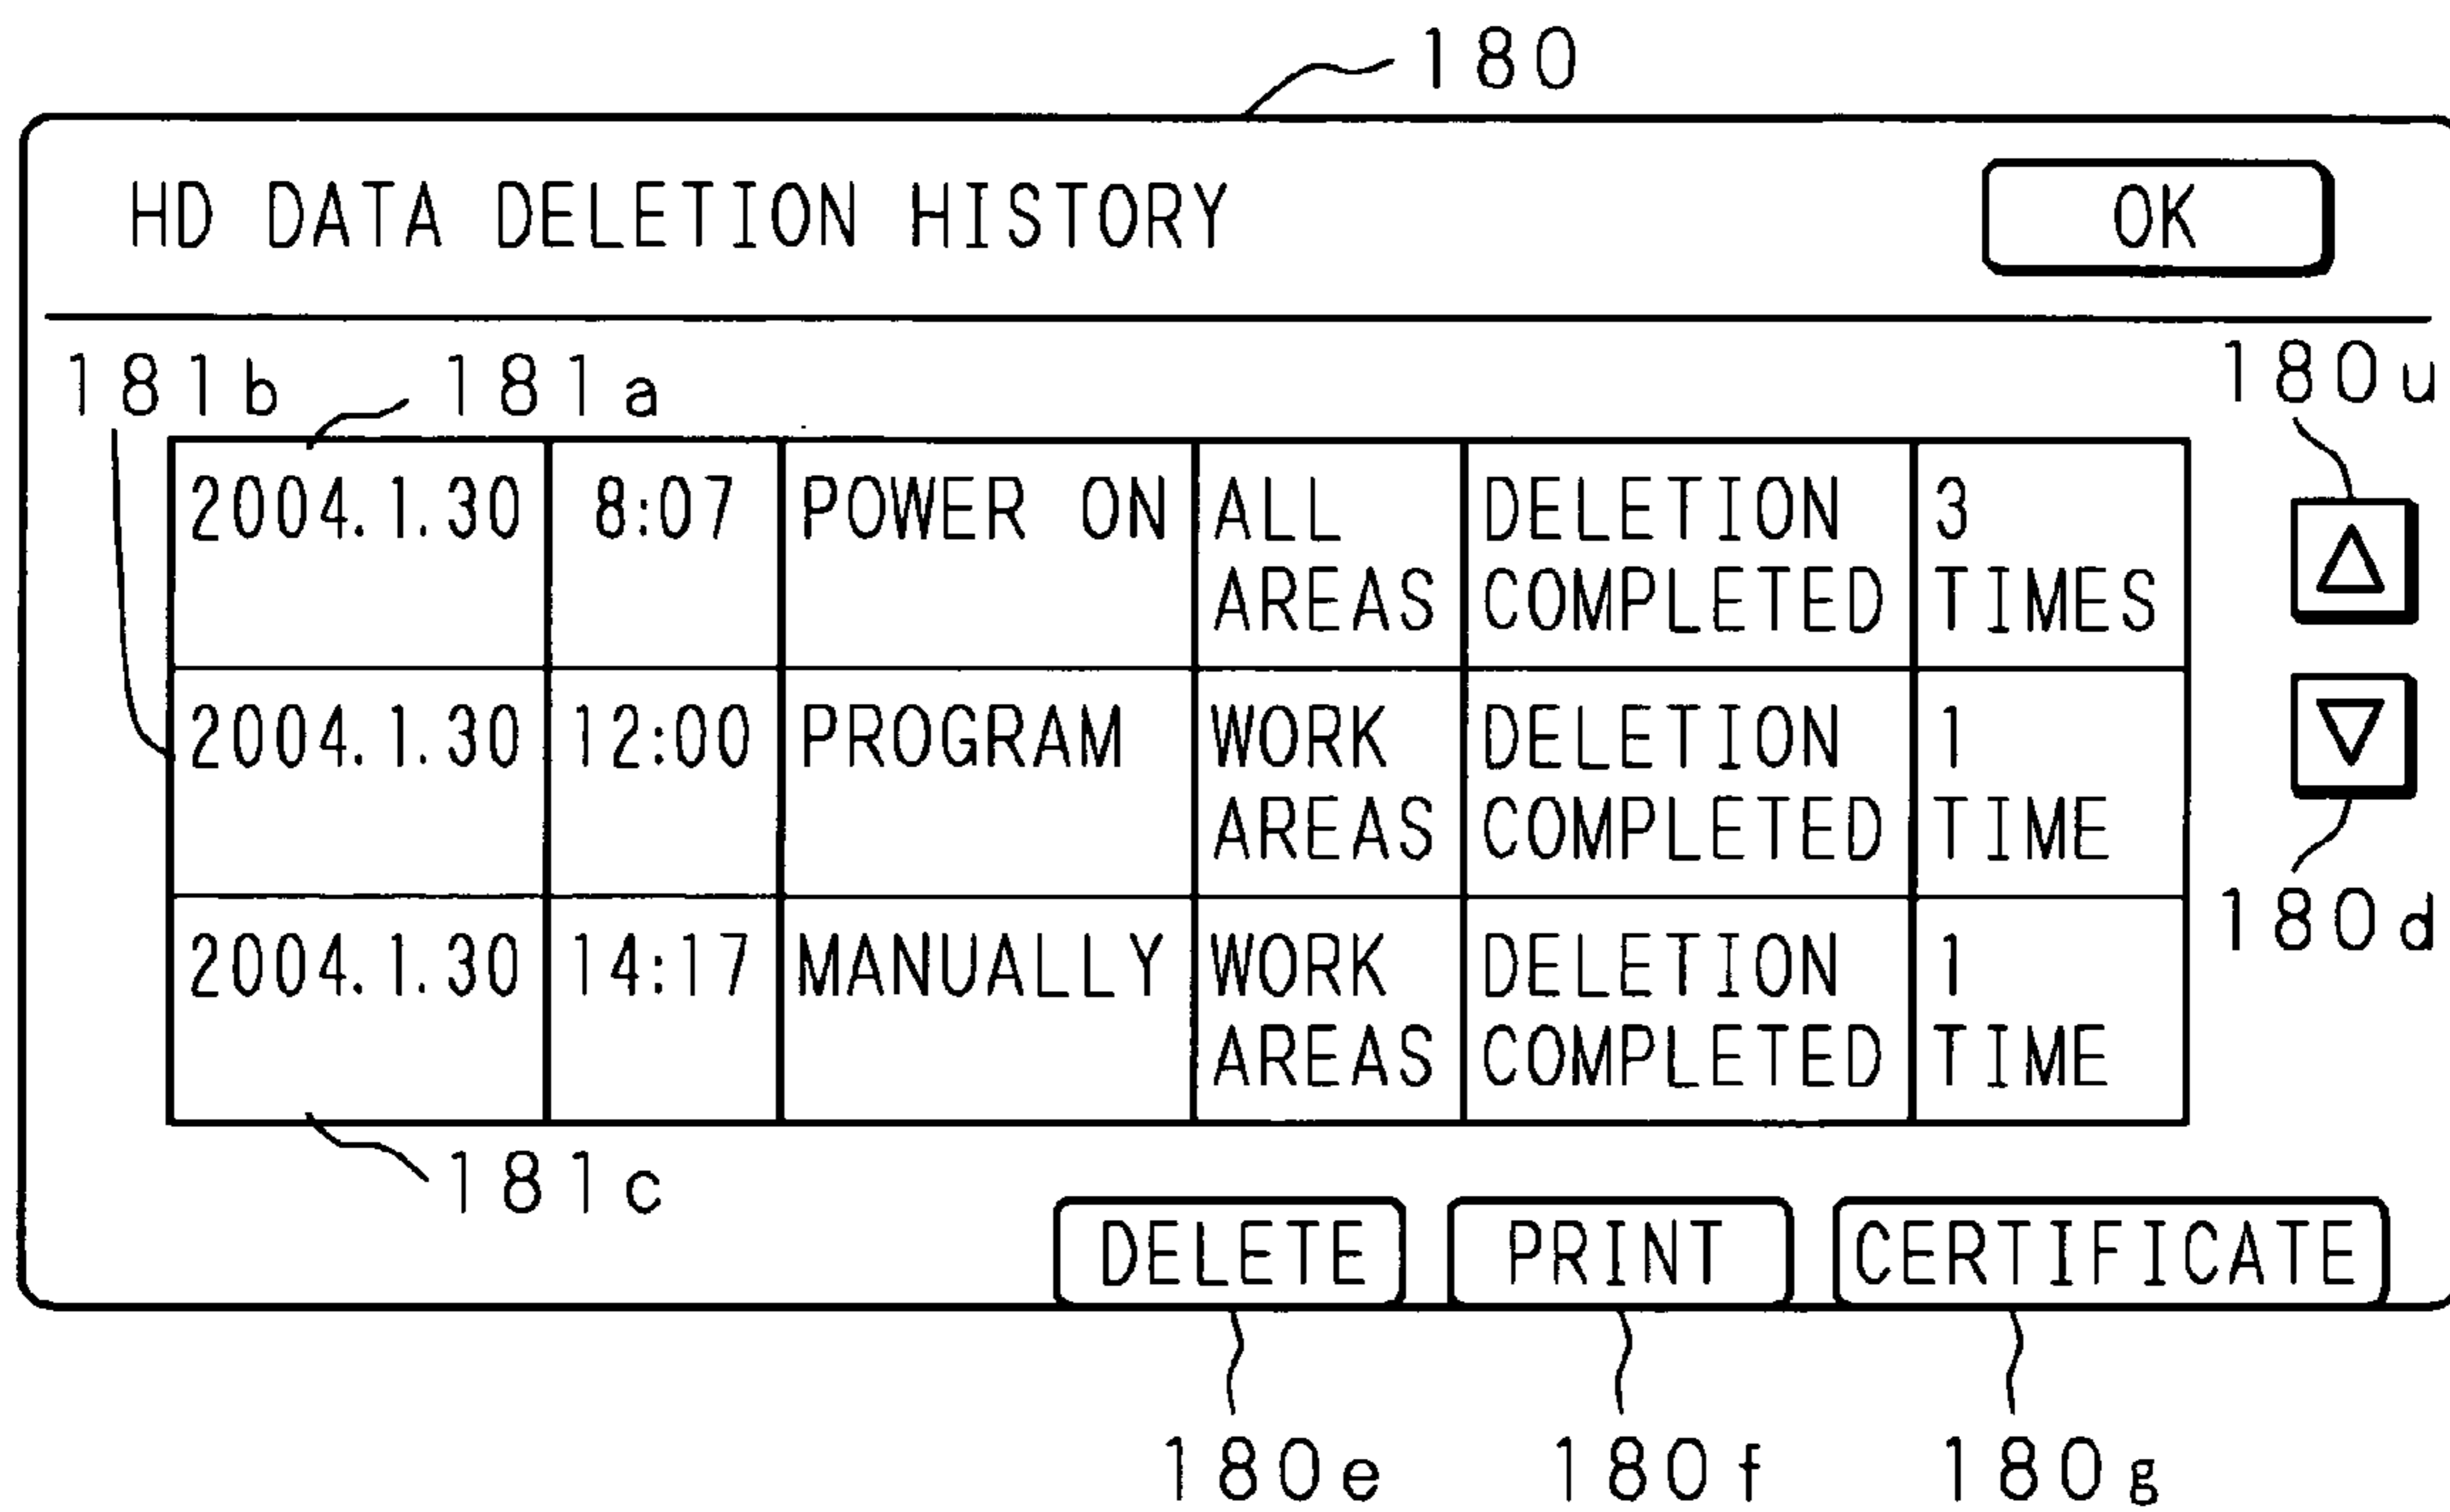 180
HD DATA DELETION HISTORY OK
181b 181a 180u
2004.1.30 8:07 POWER ON ALL DELETION 3
AREAS COMPLETED TIMES
2004.1.30 12:00 PROGRAM WORK DELETION 1
AREAS COMPLETED TIME
180d
2004.1.30 14:17 MANUALLY WORK DELETION 1
AREAS COMPLETED TIME
181c
DELETE PRINT CERTIFICATE
180e 180f 180g